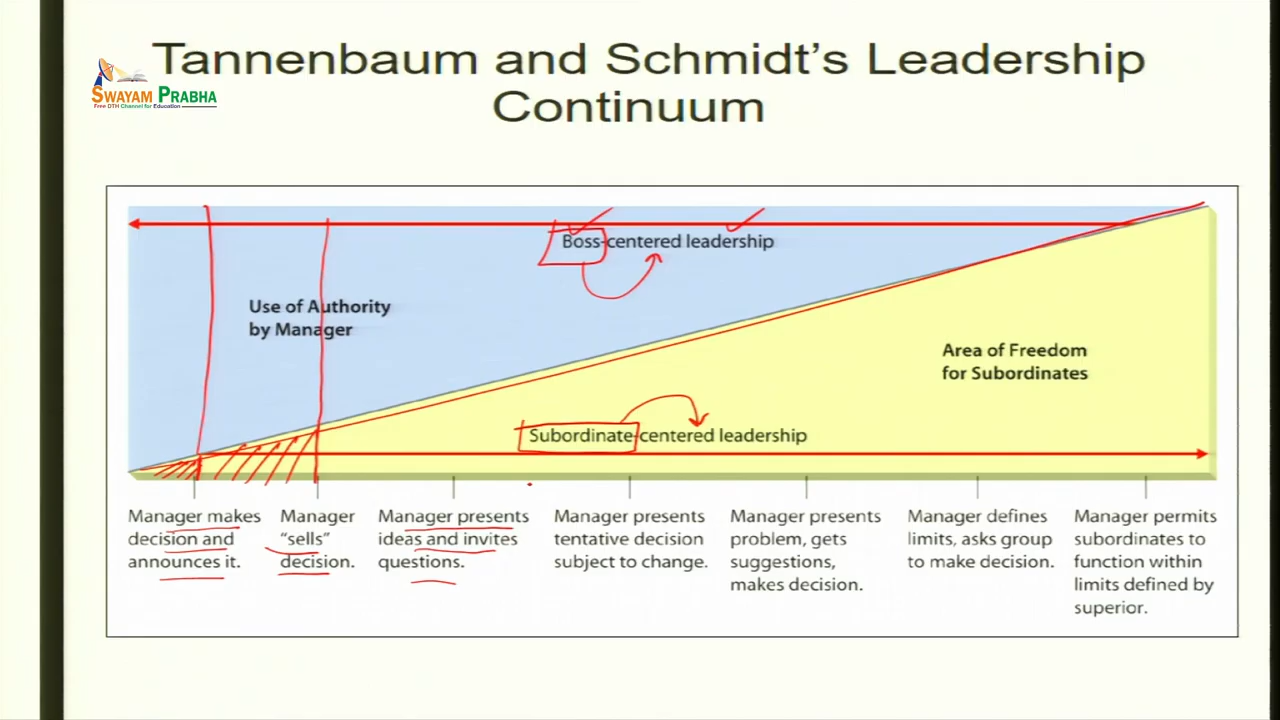 Tannenbaum and Schmidt's Leadership
Continuum
SWAYAM PRABHA
Free DTH Channel for Education
Boss-centered leadership
Use of Authority
by Manager
Area of Freedom
for Subordinates
Subordinate-centered leadership
Manager makes
decision and
announces it.
Manager
“sells”
decision.
Manager presents
ideas and invites
questions.
Manager presents
tentative decision
subject to change.
Manager presents
problem, gets
suggestions,
makes decision.
Manager defines
limits, asks group
to make decision.
Manager permits
subordinates to
function within
limits defined by
superior.